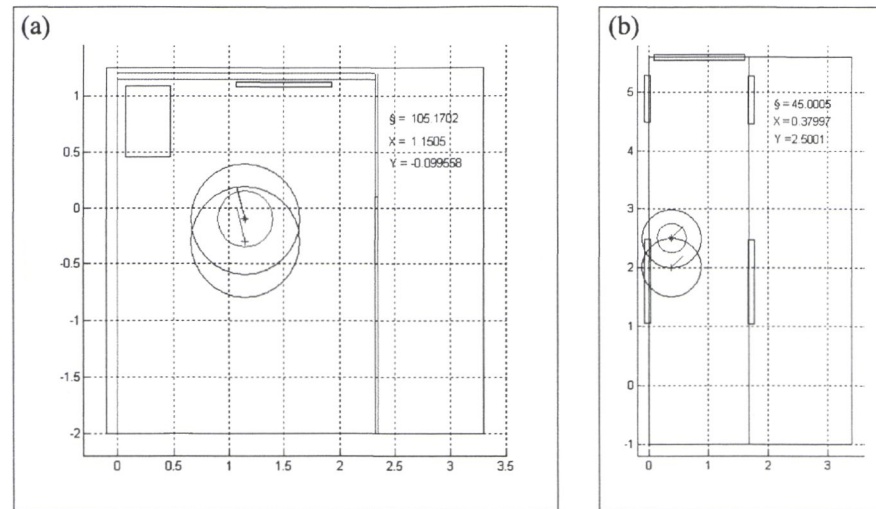 (a)
§ = 105.1702
X = 1.1505
Y = -0.099558
1
0.5
0
-0.5
-1
-1.5
-2
0 0.5 1 1.5 2 2.5 3 3.5
(b)
§ = 45.0005
X = 0.37997
Y = 2.5001
5
4
3
2
1
0
-1
0 1 2 3